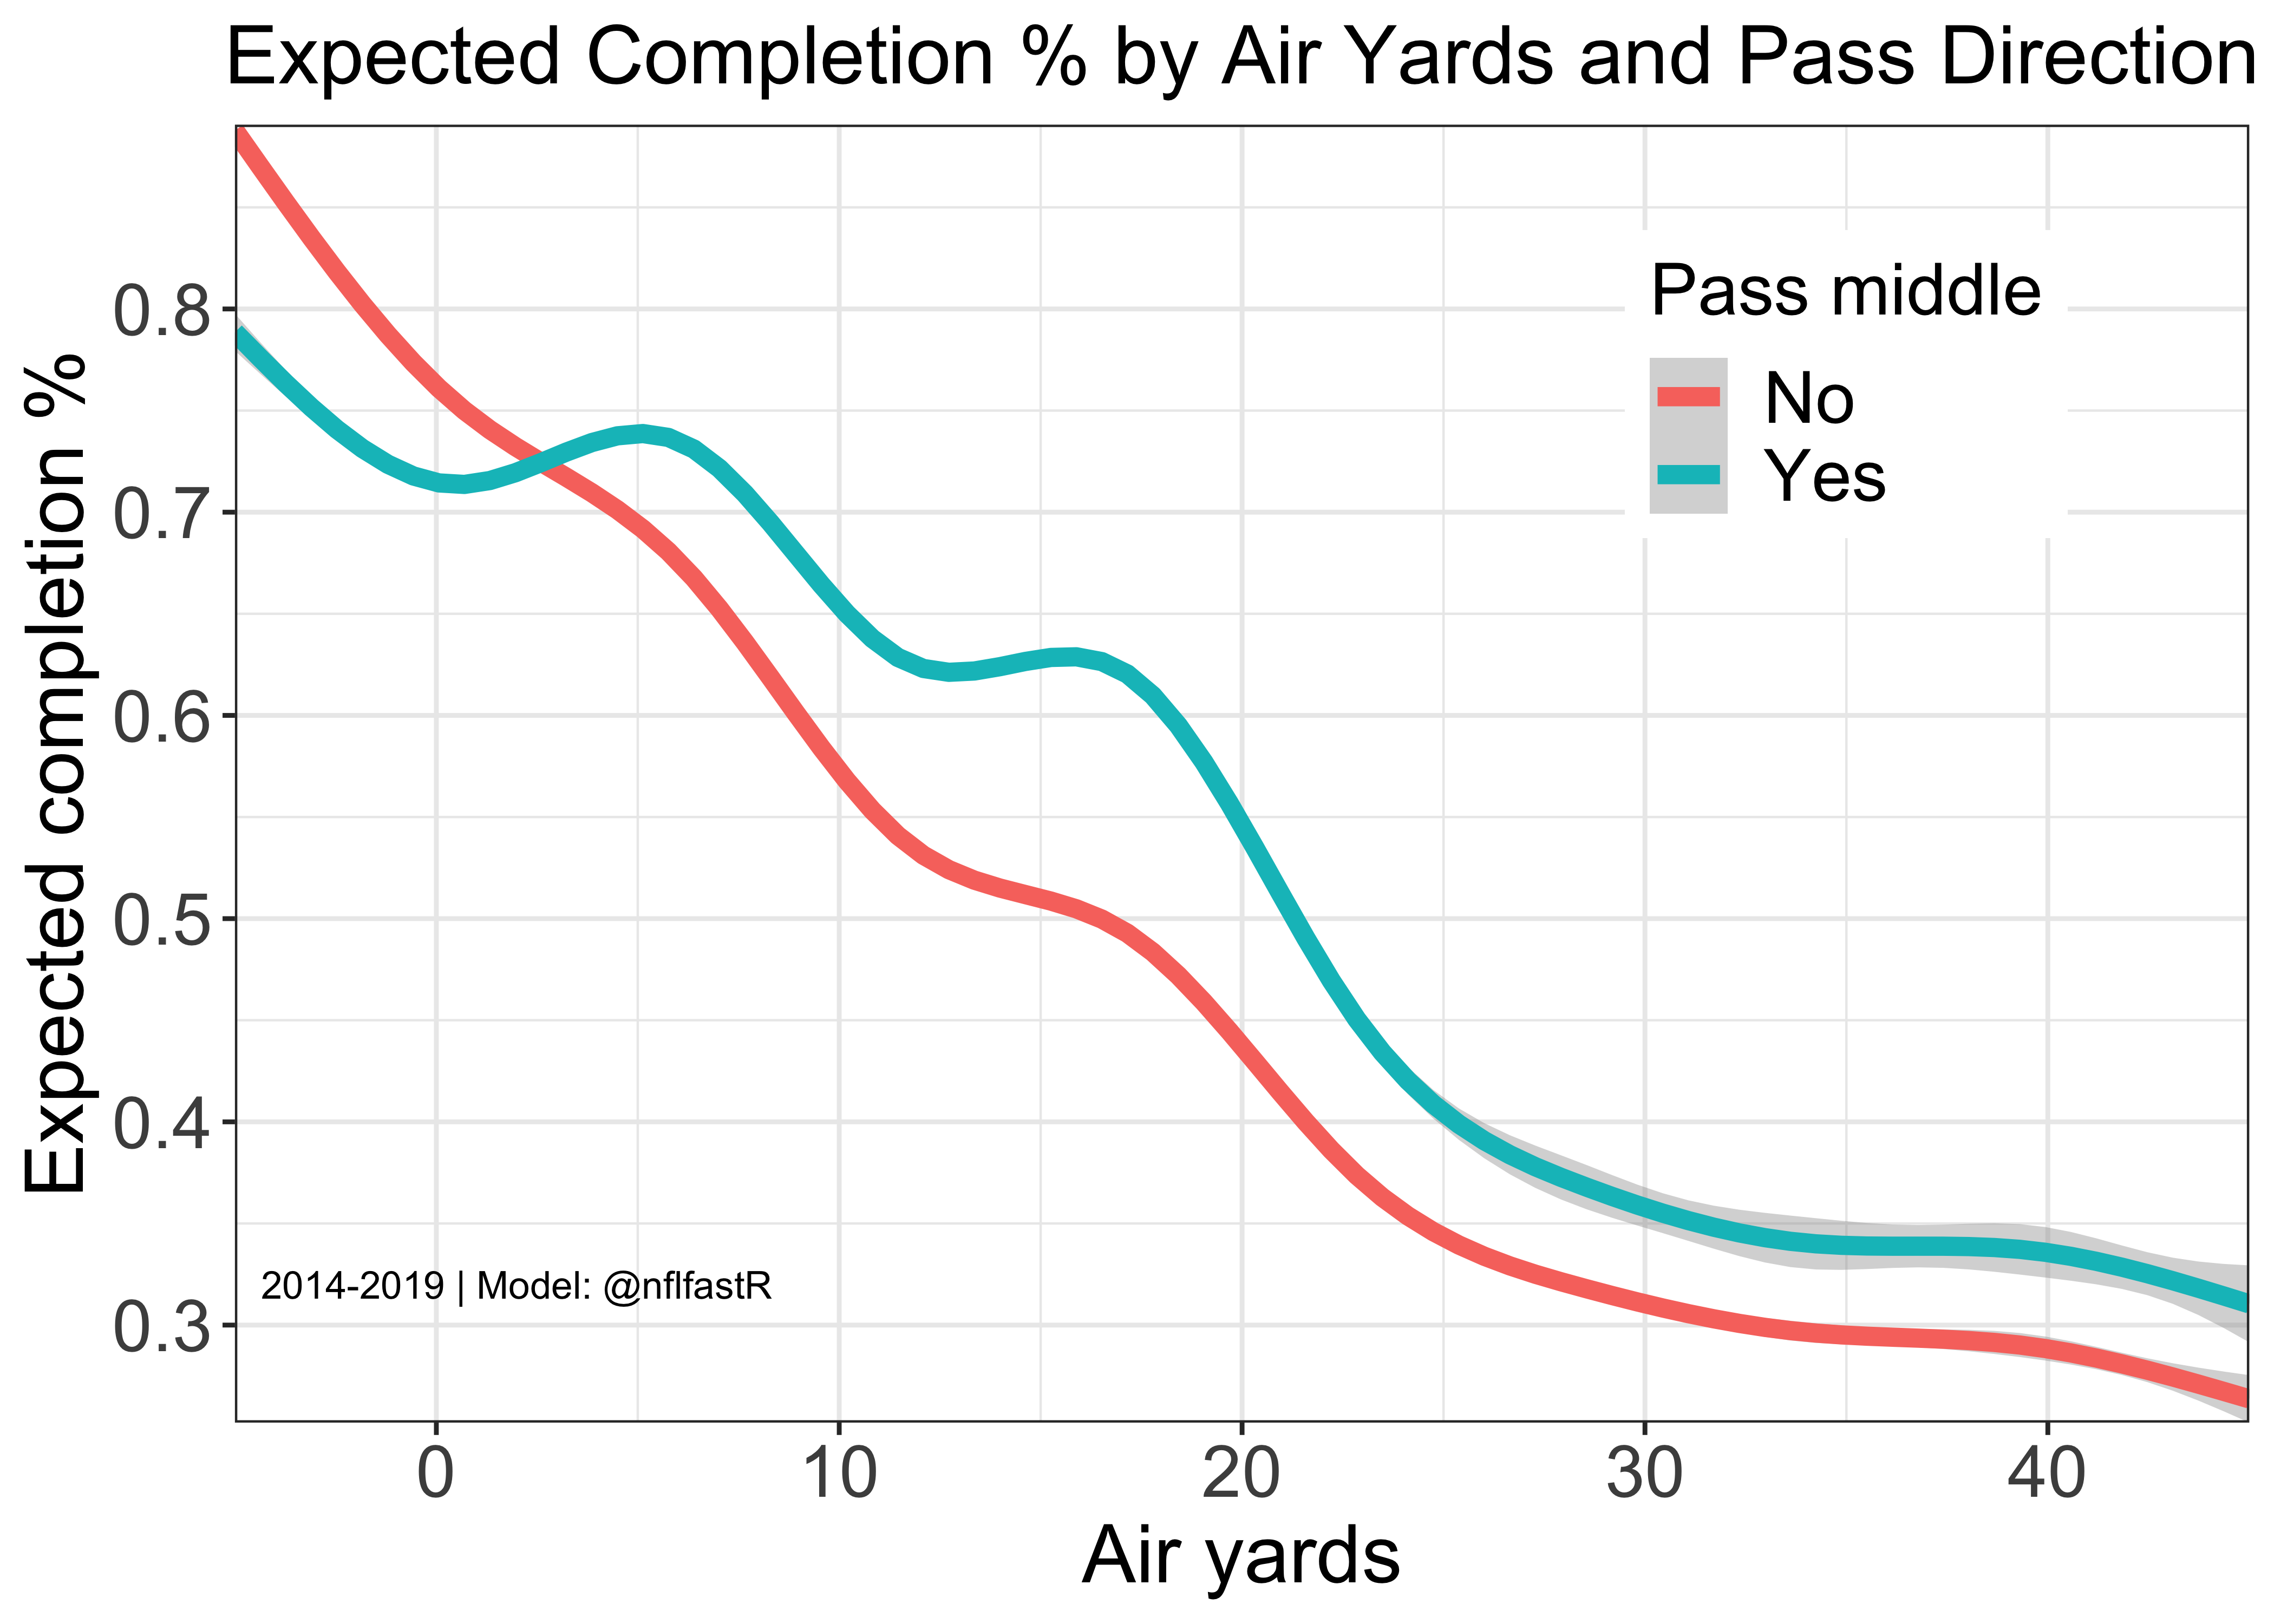 Expected Completion % by Air Yards and Pass Direction
Expected completion %
0.8
0.7
0.6
0.5
0.4
0.3
Pass middle
No
Yes
2014-2019 | Model: @nflfastR
0 10 20 30 40
Air yards